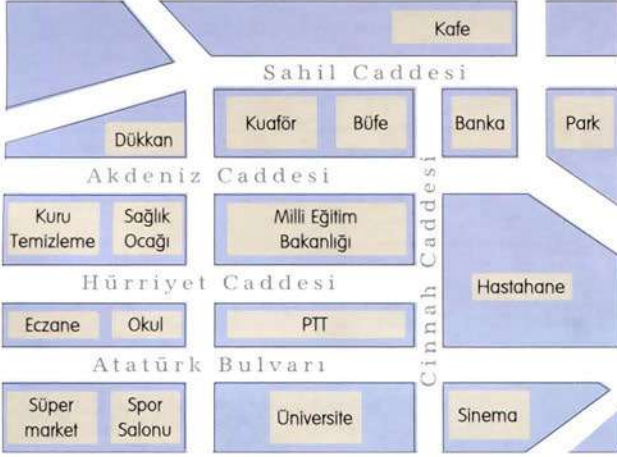 Kafe
Sahil Caddesi
Dükkan
Kuaför
Büfe
Banka
Park
Akdeniz Caddesi
Kuru
Temizleme
Sağlık
Ocağı
Milli Eğitim
Bakanlığı
Cinnah Caddesi
Hastahane
Hürriyet Caddesi
Eczane
Okul
PTT
Atatürk Bulvarı
Süper
market
Spor
Salonu
Üniversite
Sinema